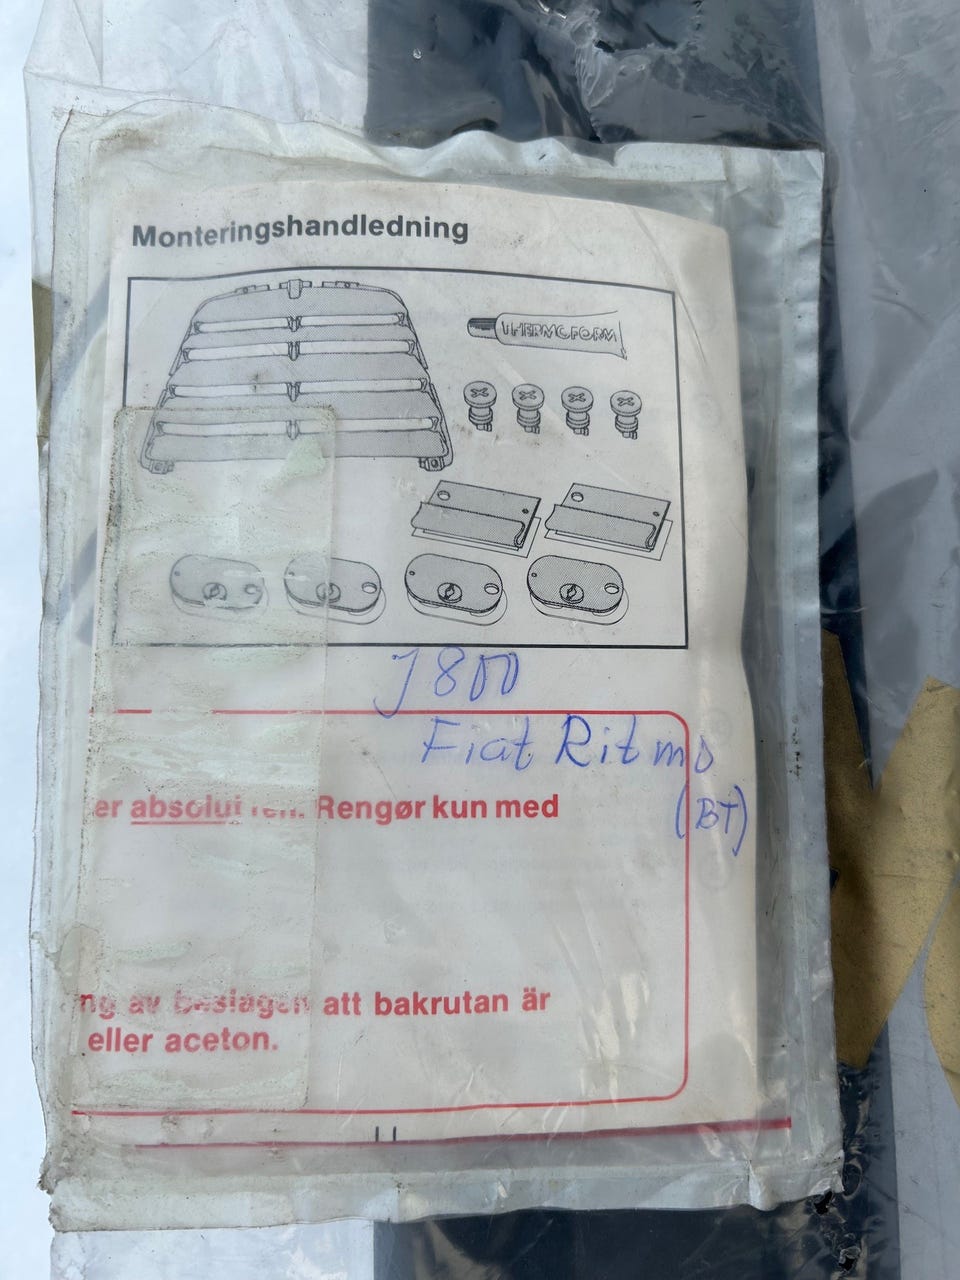 Monteringshandledning
THERMOFORM
J 800
Fiat Ritmo
(BT)
er absolut ren. Rengør kun med
ng av beslagen att bakrutan är
eller aceton.